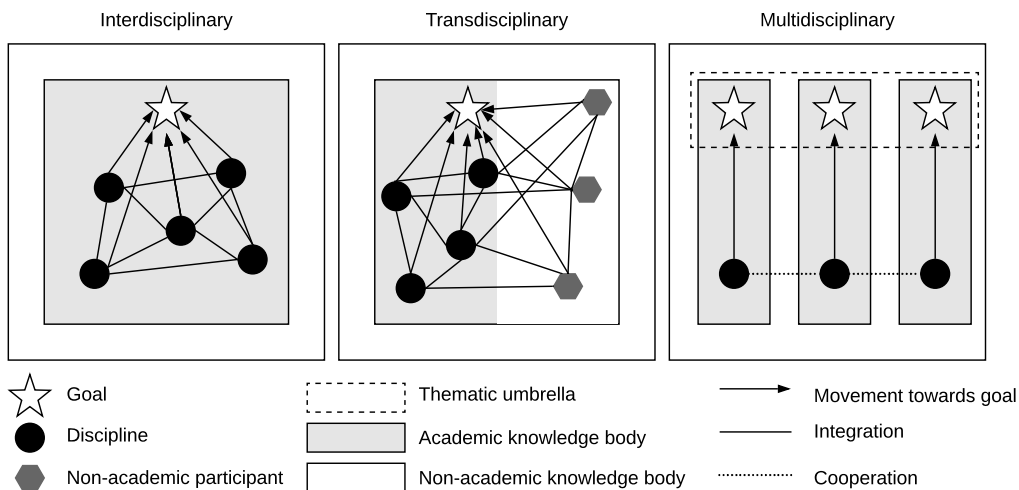 Interdisciplinary
Transdisciplinary
Multidisciplinary
Goal
Thematic umbrella
Movement towards goal
Discipline
Academic knowledge body
Integration
Non-academic participant
Non-academic knowledge body
Cooperation